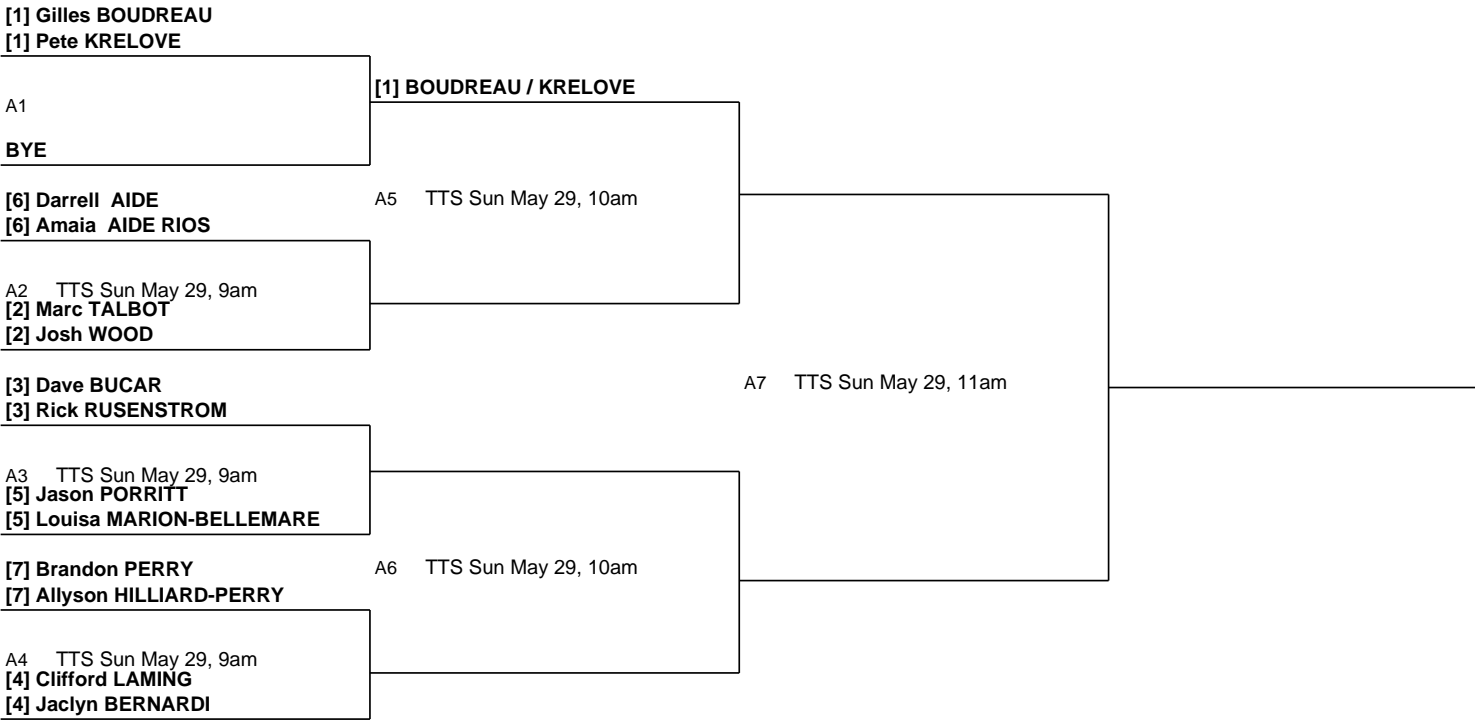 [1] Gilles BOUDREAU
[1] Pete KRELOVE
A1
BYE
[1] BOUDREAU / KRELOVE
[6] Darrell  AIDE
[6] Amaia  AIDE RIOS
A5 TTS Sun May 29, 10am
A2 TTS Sun May 29, 9am
[2] Marc TALBOT
[2] Josh WOOD
[3] Dave BUCAR
[3] Rick RUSENSTROM
A7 TTS Sun May 29, 11am
A3 TTS Sun May 29, 9am
[5] Jason PORRITT
[5] Louisa MARION-BELLEMARE
[7] Brandon PERRY
[7] Allyson HILLIARD-PERRY
A6 TTS Sun May 29, 10am
A4 TTS Sun May 29, 9am
[4] Clifford LAMING
[4] Jaclyn BERNARDI